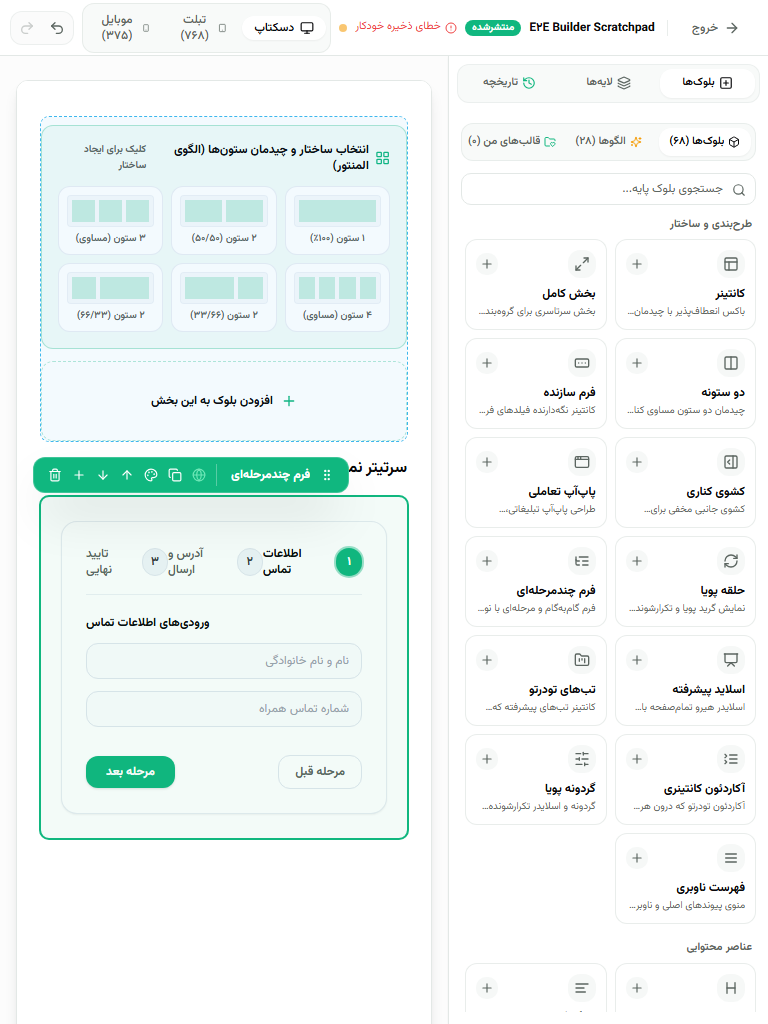 خروج
E2E Builder Scratchpad
منتشرشده
خطای ذخیره خودکار
دسکتاپ
تبلت (۷۶۸)
موبایل (۳۷۵)
بلوک‌ها
لایه‌ها
تاریخچه
بلوک‌ها (۶۸)
الگوها (۲۸)
قالب‌های من (۰)
جستجوی بلوک پایه...
طرح‌بندی و ساختار
کانتینر
باکس انعطاف‌پذیر با چیدمان...
بخش کامل
بخش سرتاسری برای گروه‌بند...
دو ستونه
چیدمان دو ستون مساوی کنا...
فرم سازنده
کانتینر نگه‌دارنده فیلدهای فر...
کشوی کناری
کشوی جانبی مخفی برای...
پاپ‌آپ تعاملی
طراحی پاپ‌آپ تبلیغاتی،...
حلقه پویا
نمایش گرید پویا و تکرارشوند...
فرم چندمرحله‌ای
فرم گام‌به‌گام و مرحله‌ای با نو...
اسلاید پیشرفته
اسلایدر هیرو تمام‌صفحه با...
تب‌های تودرتو
کانتینر تب‌های پیشرفته که...
آکاردئون کانتینری
آکاردئون تودرتو که درون هر...
گردونه پویا
گردونه و اسلایدر تکرارشونده...
فهرست ناوبری
منوی پیوندهای اصلی و ناوبر...
عناصر محتوایی
انتخاب ساختار و چیدمان ستون‌ها (الگوی المنتور)
کلیک برای ایجاد ساختار
۱ ستون (۱۰۰٪)
۲ ستون (۵۰/۵۰)
۳ ستون (مساوی)
۴ ستون (مساوی)
۲ ستون (۳۳/۶۶)
۲ ستون (۶۶/۳۳)
افزودن بلوک به این بخش
سرتیتر نم
فرم چندمرحله‌ای
۱
اطلاعات تماس
۲
آدرس و ارسال
۳
تایید نهایی
ورودی‌های اطلاعات تماس
نام و نام خانوادگی
شماره تماس همراه
مرحله قبل
مرحله بعد